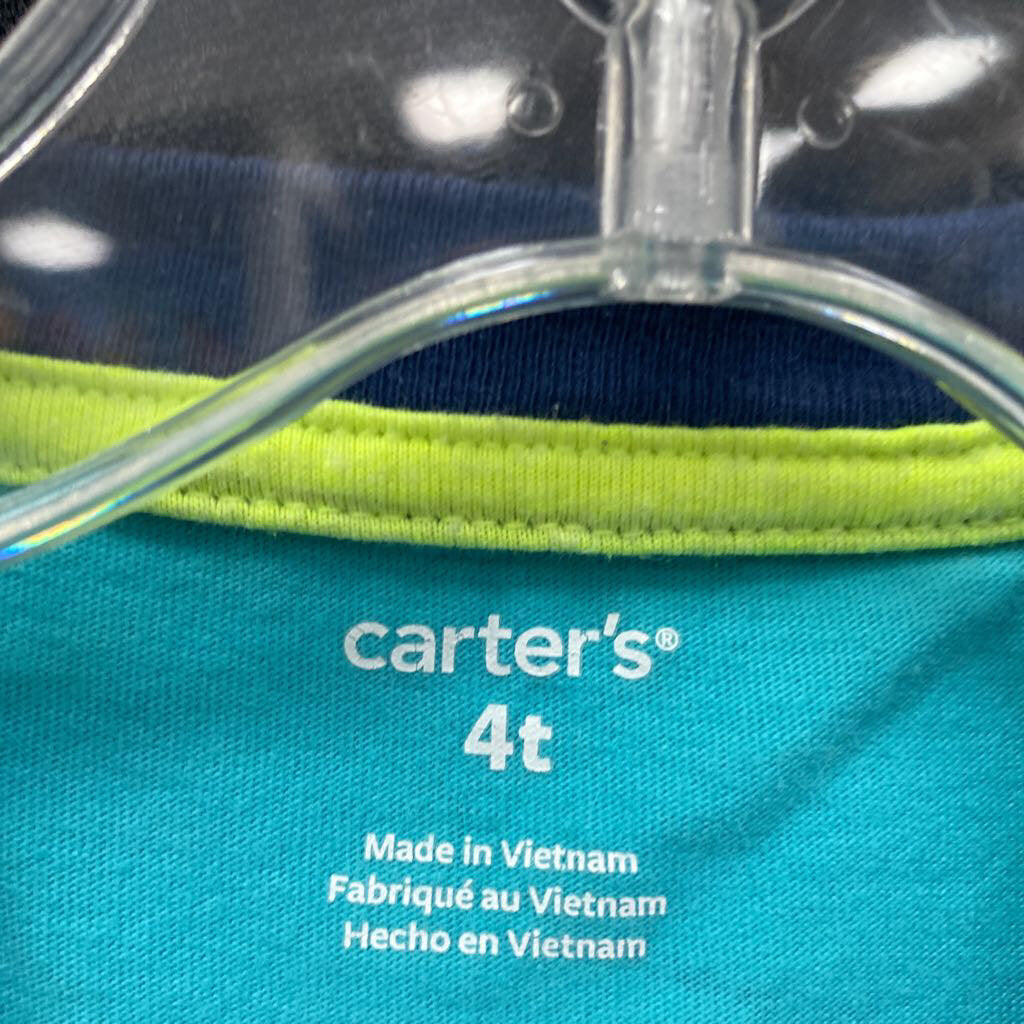 carter's®
4t
Made in Vietnam
Fabriqué au Vietnam
Hecho en Vietnam